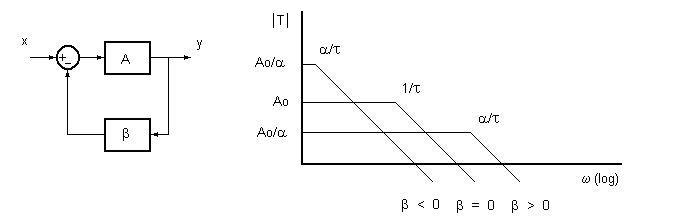 x
+
−
A
y
β
|T|
Ao/α
α/τ
Ao
1/τ
Ao/α
α/τ
ω (log)
β < 0 β = 0 β > 0